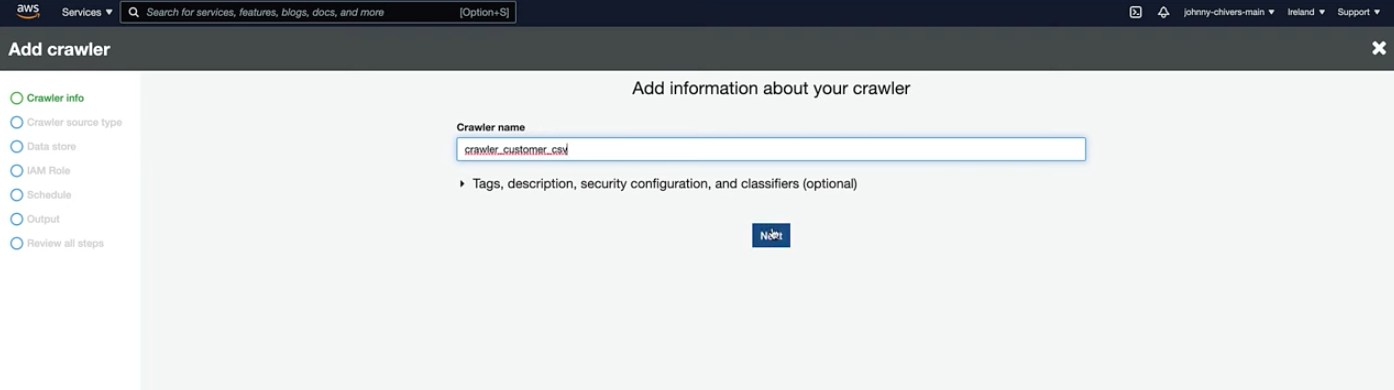 aws Services ▼ Search for services, features, blogs, docs, and more [Option+S] johnny-chivers-main ▼ Ireland ▼ Support ▼
Add crawler
Crawler info
Crawler source type
Data store
IAM Role
Schedule
Output
Review all steps
Add information about your crawler
Crawler name
crawler_customer_csv
Tags, description, security configuration, and classifiers (optional)
Next